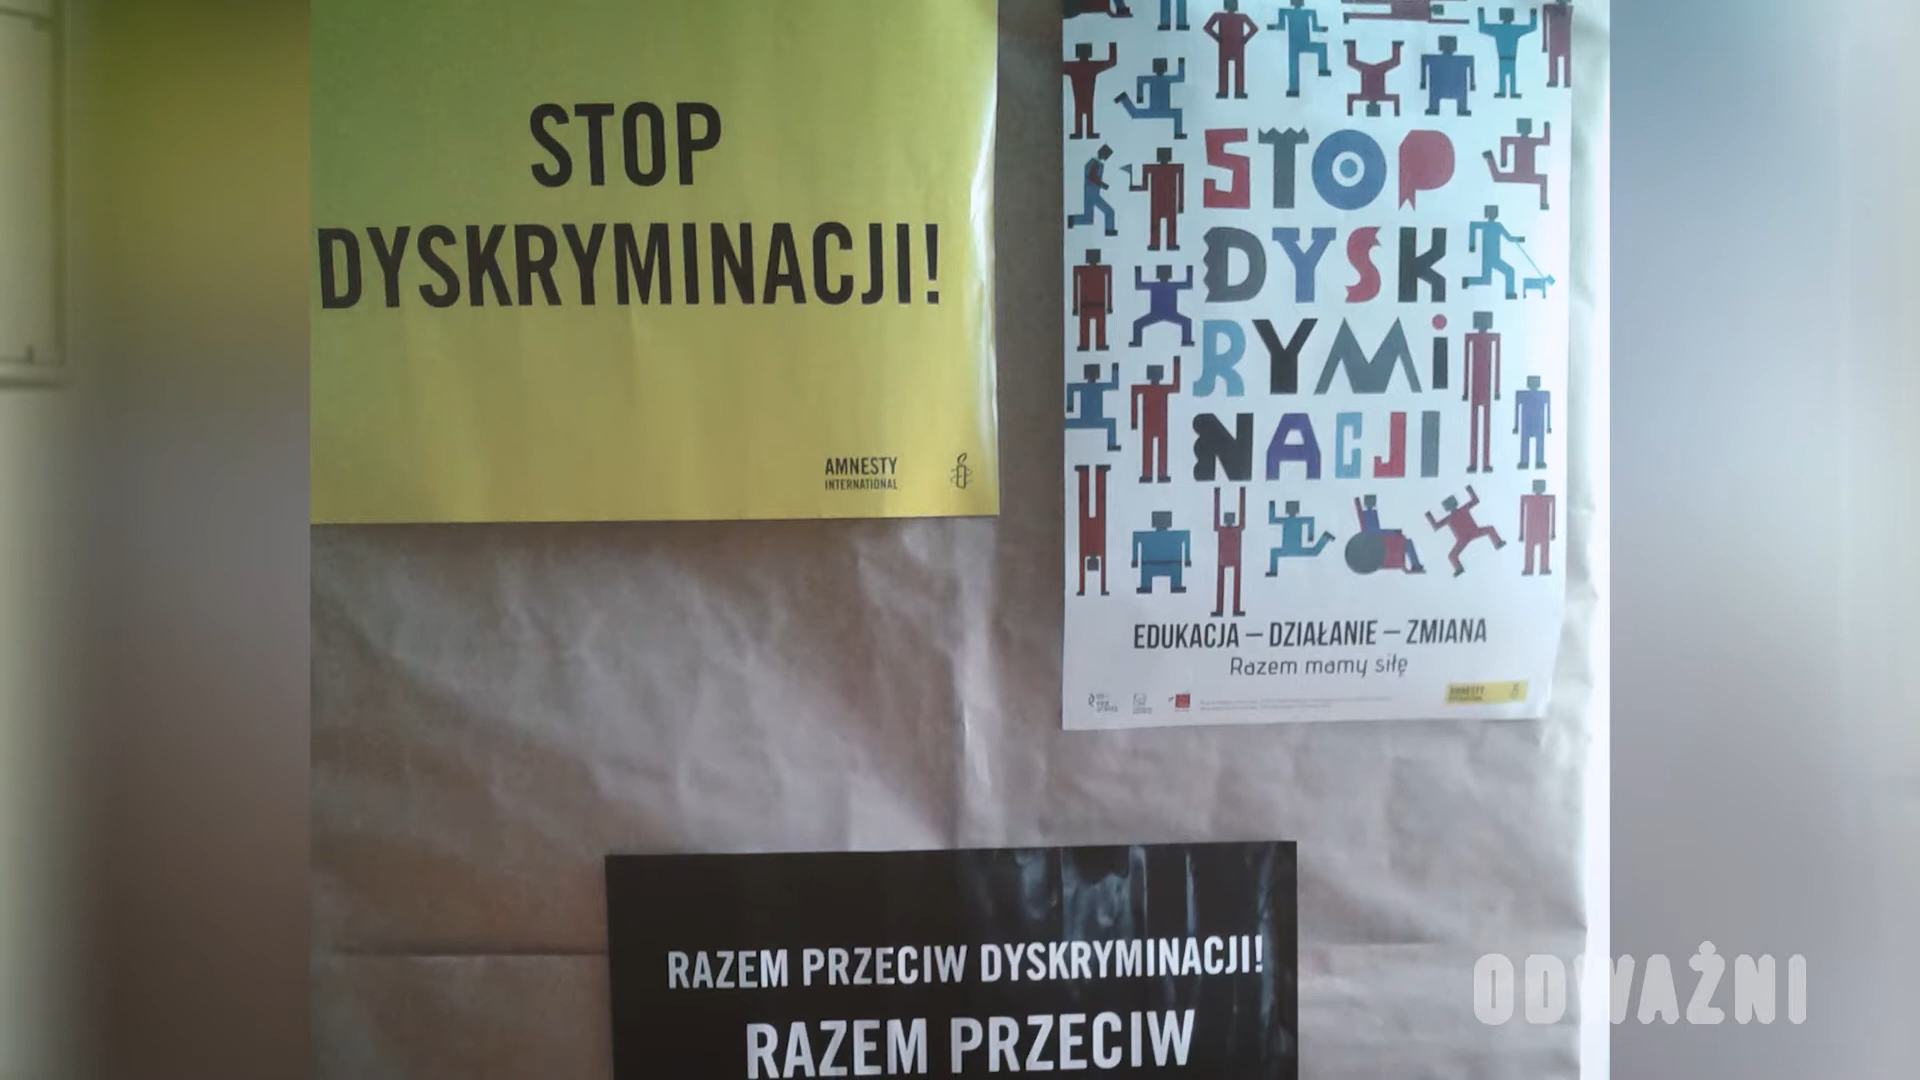 STOP
DYSKRYMINACJI!
AMNESTY
INTERNATIONAL
STOP
DYSK
RYMi
NACJI
EDUKACJA – DZIAŁANIE – ZMIANA
Razem mamy siłę
AMNESTY
RAZEM PRZECIW DYSKRYMINACJI!
RAZEM PRZECIW
ODWAŻNI